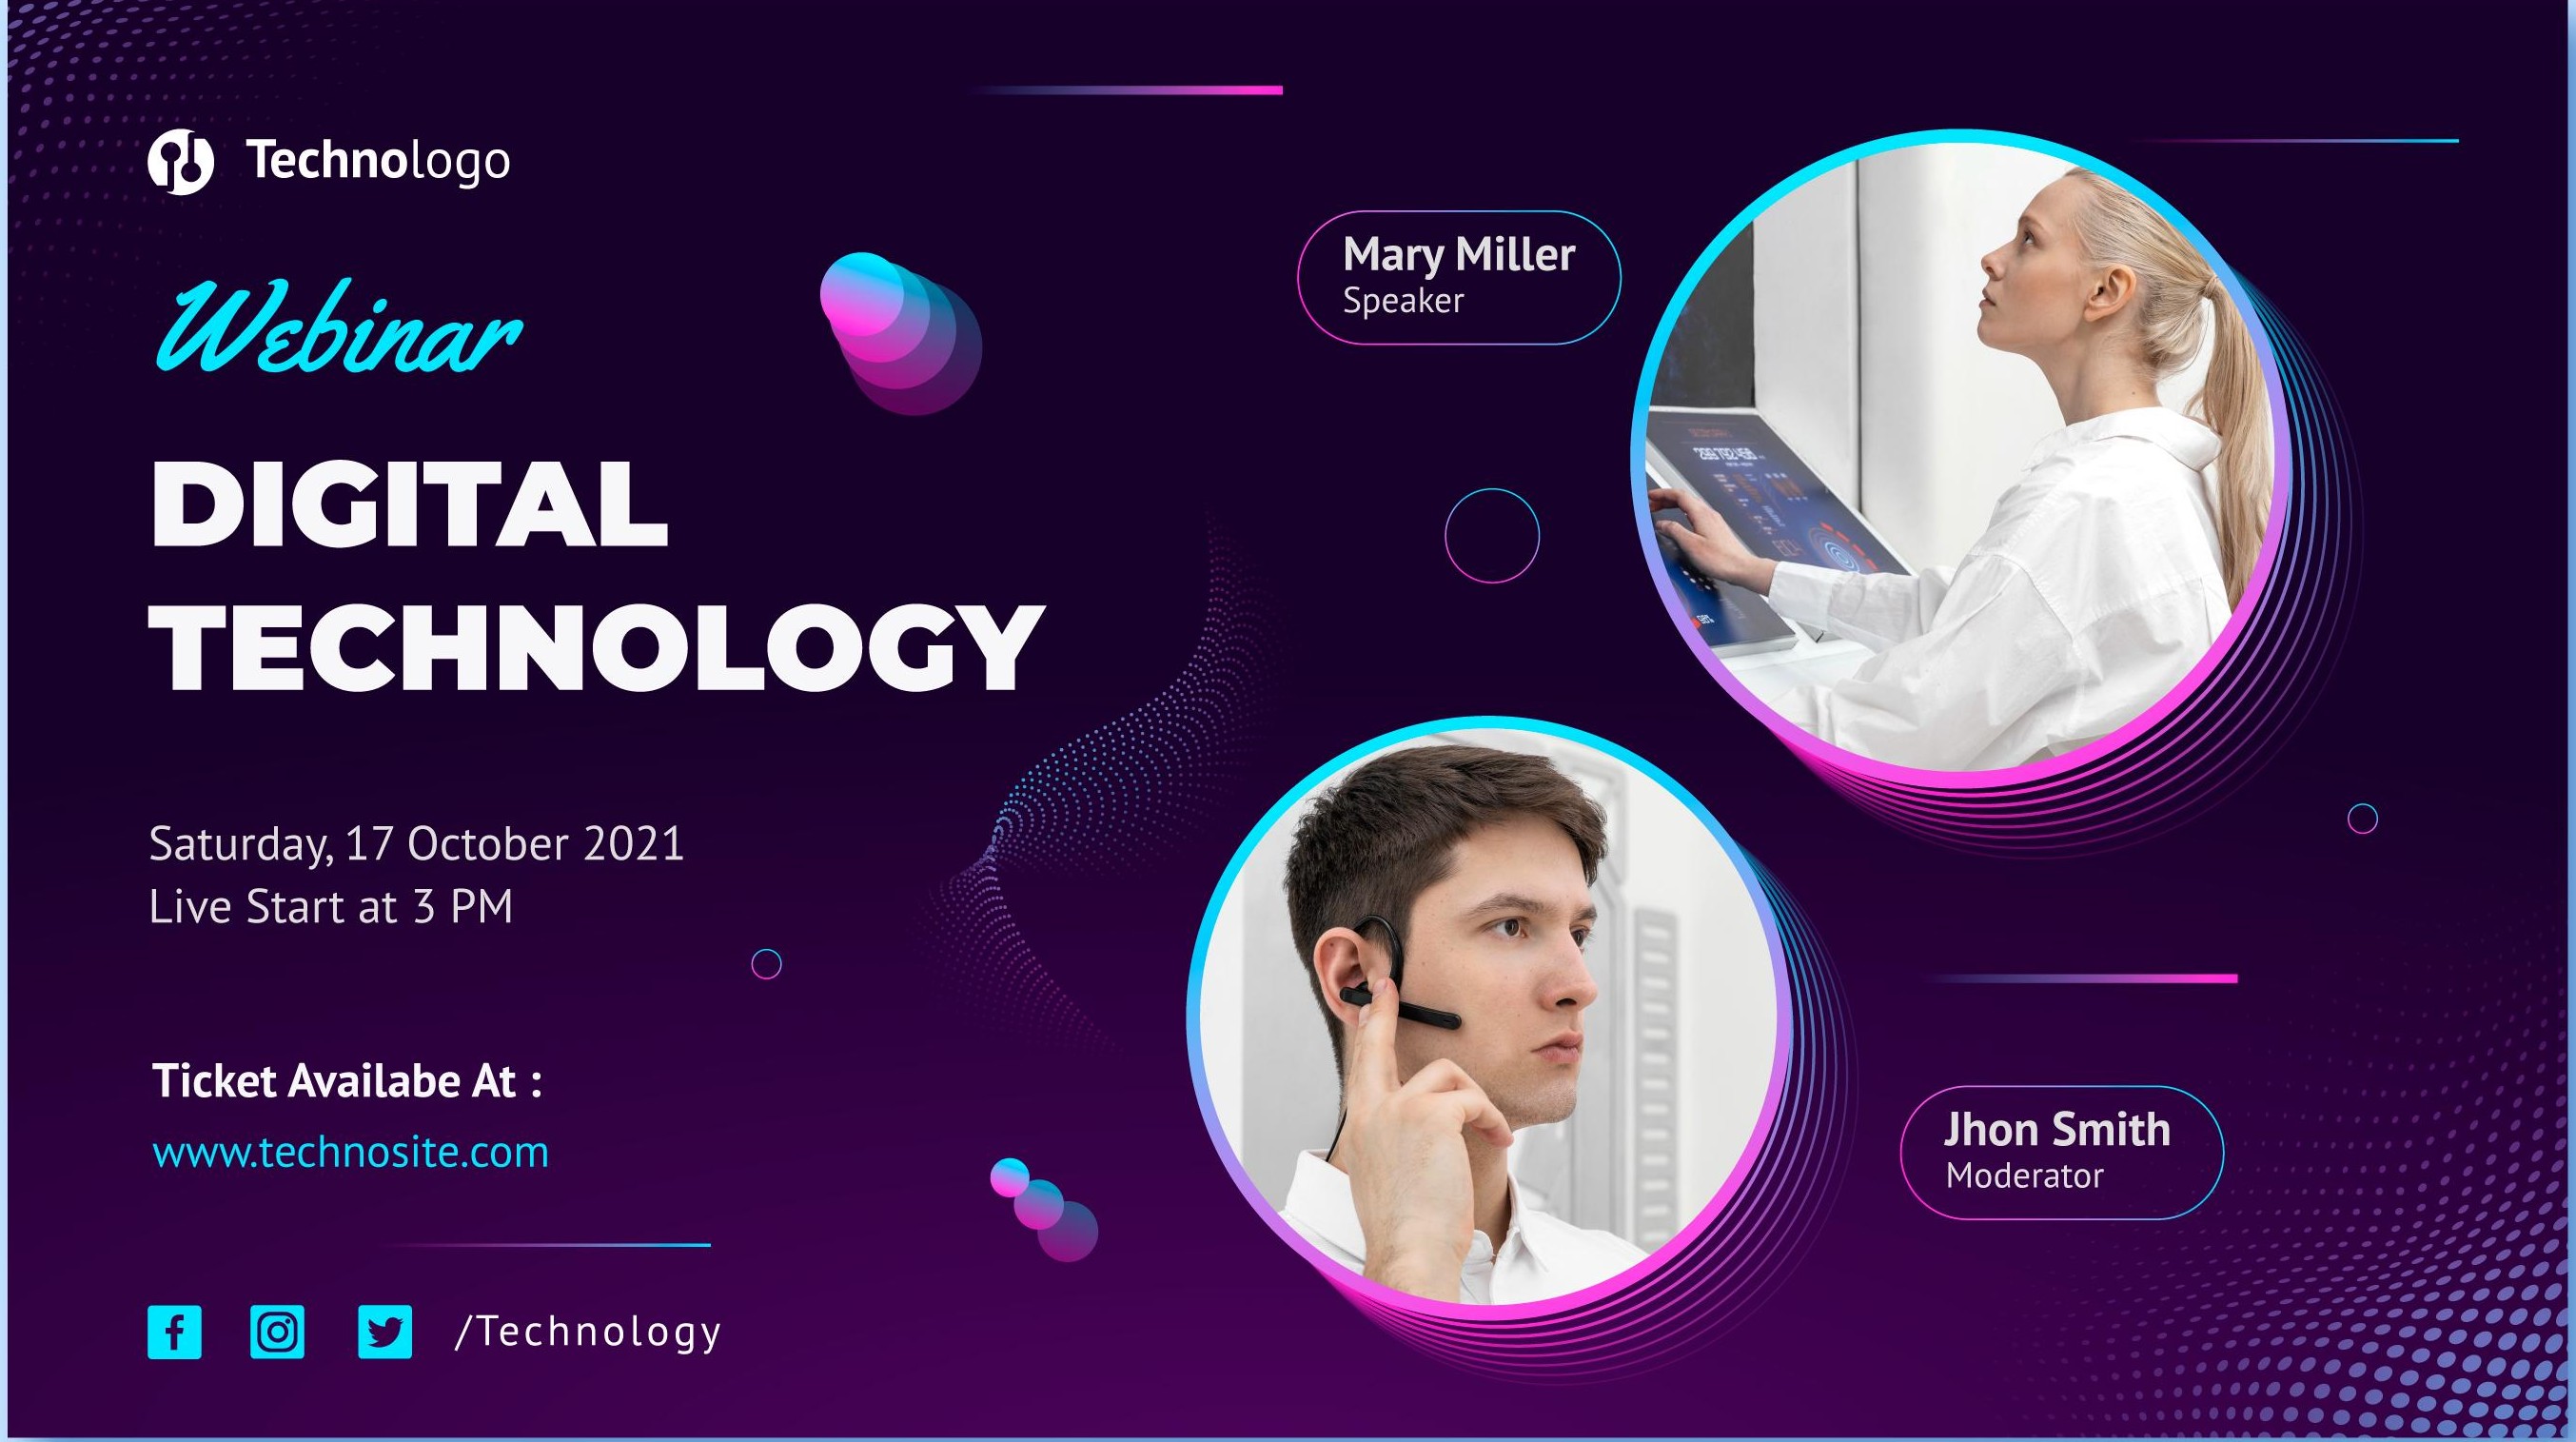 Technologo
Webinar
DIGITAL
TECHNOLOGY
Saturday, 17 October 2021
Live Start at 3 PM
Ticket Availabe At :
www.technosite.com
/Technology
Mary Miller
Speaker
Jhon Smith
Moderator